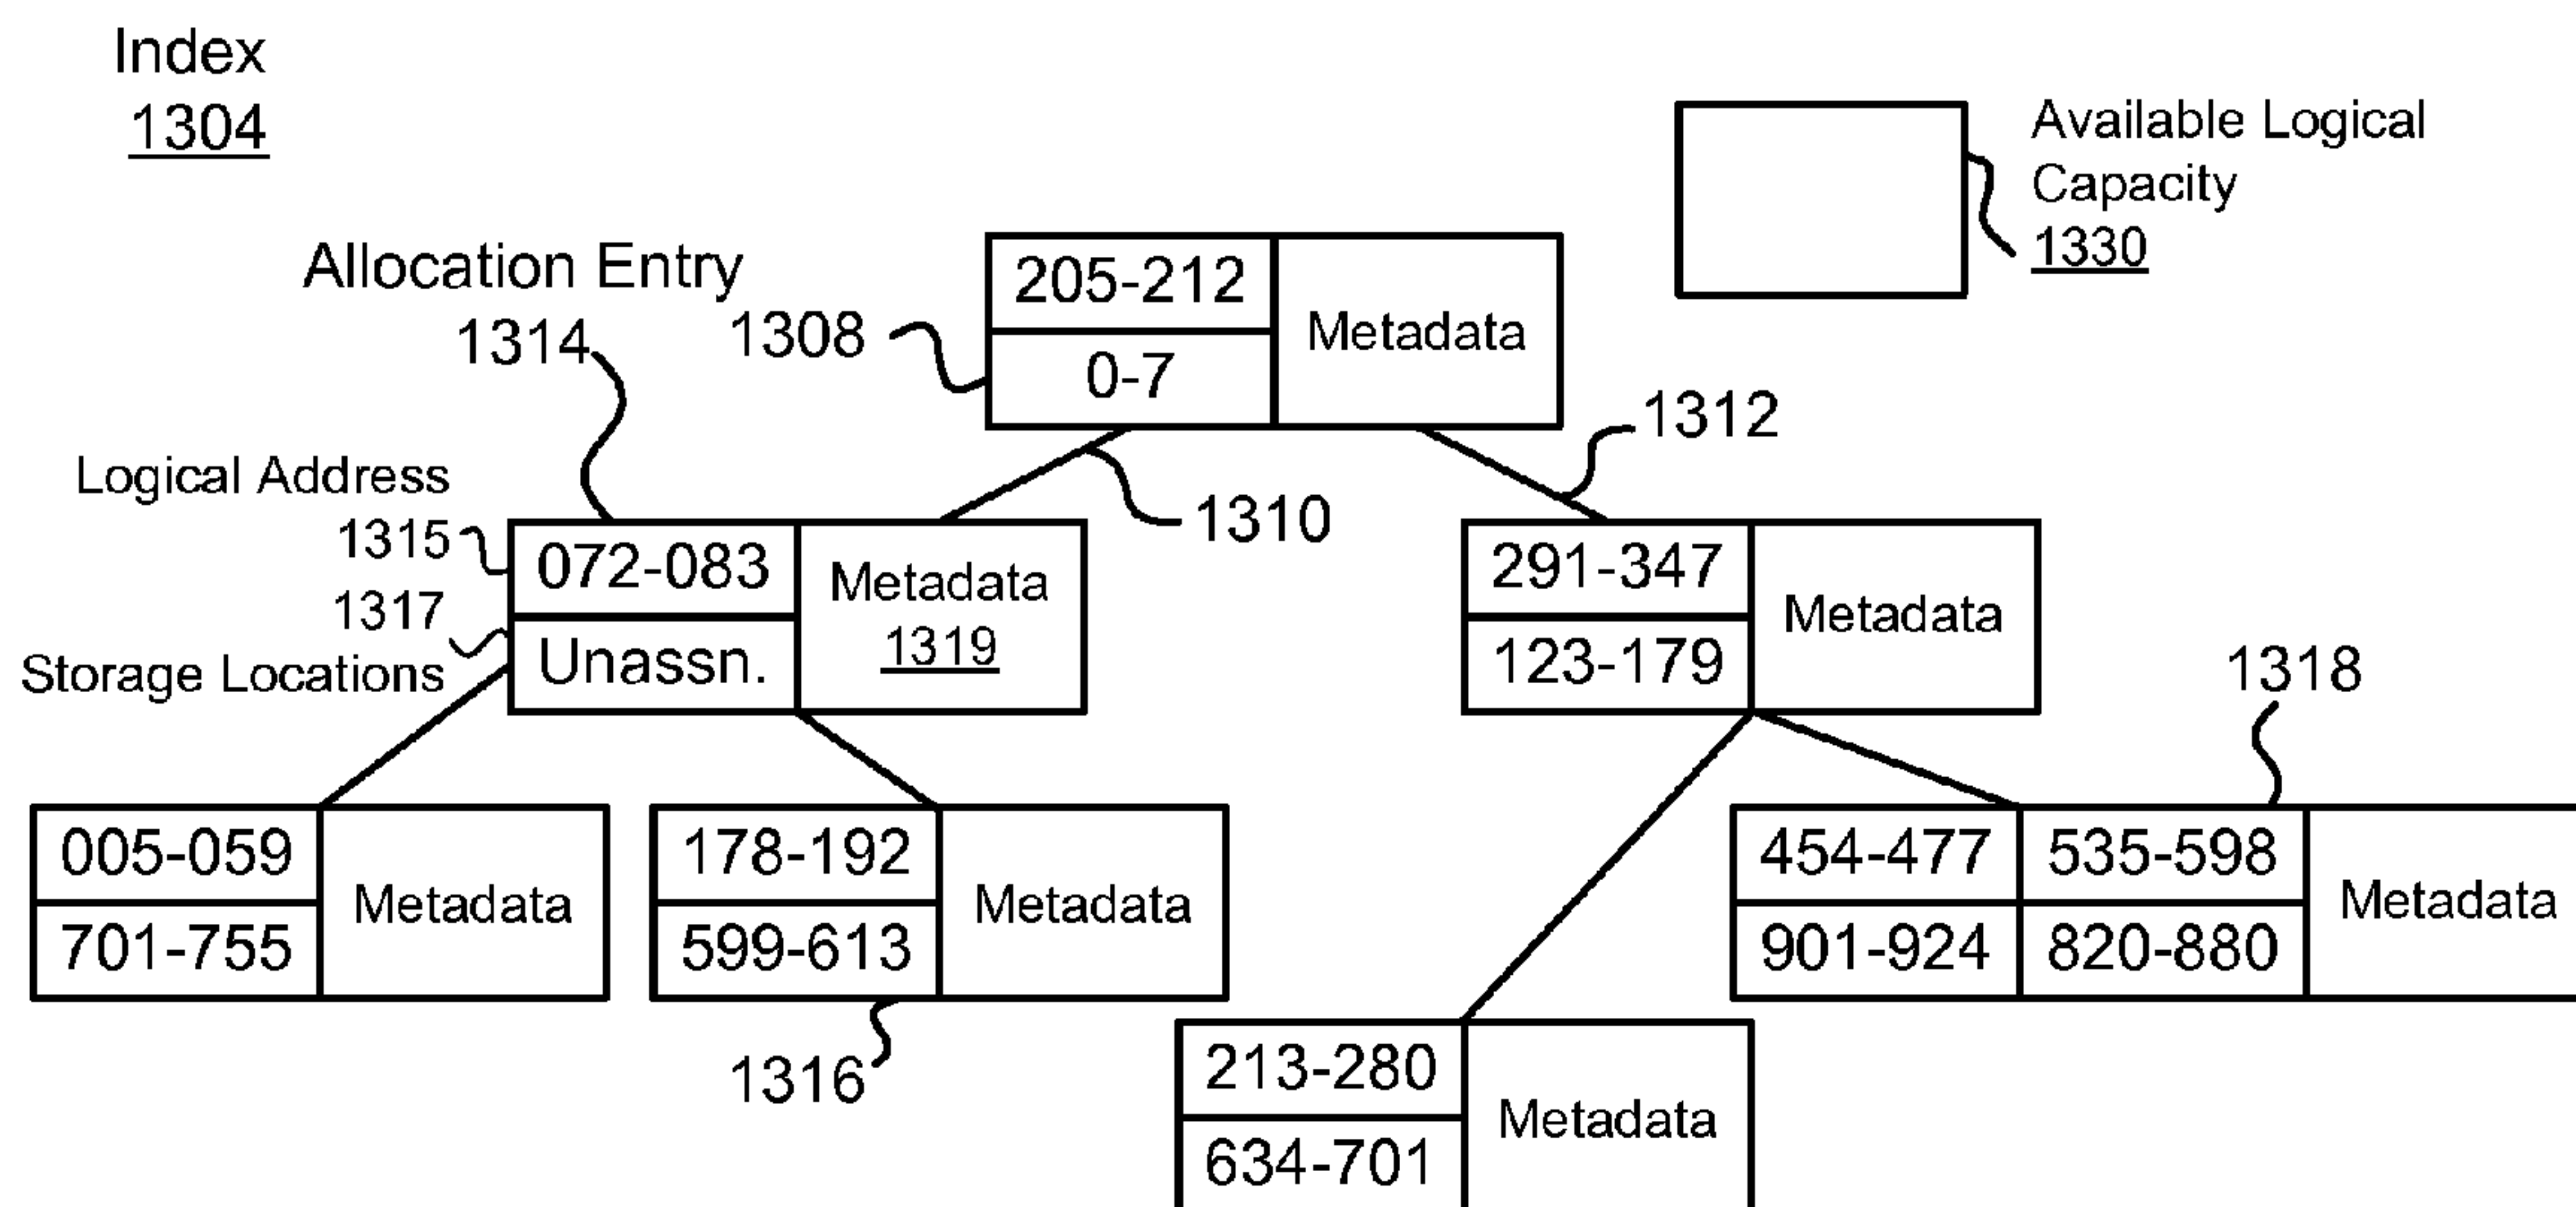 Index
1304
Available Logical
Capacity
1330
Allocation Entry
1314
1308
205-212
0-7
Metadata
1312
1310
Logical Address
1315
1317
Storage Locations
072-083
Unassn.
Metadata
1319
291-347
123-179
Metadata
1318
005-059
701-755
Metadata
178-192
599-613
Metadata
1316
454-477
535-598
901-924
820-880
Metadata
213-280
634-701
Metadata